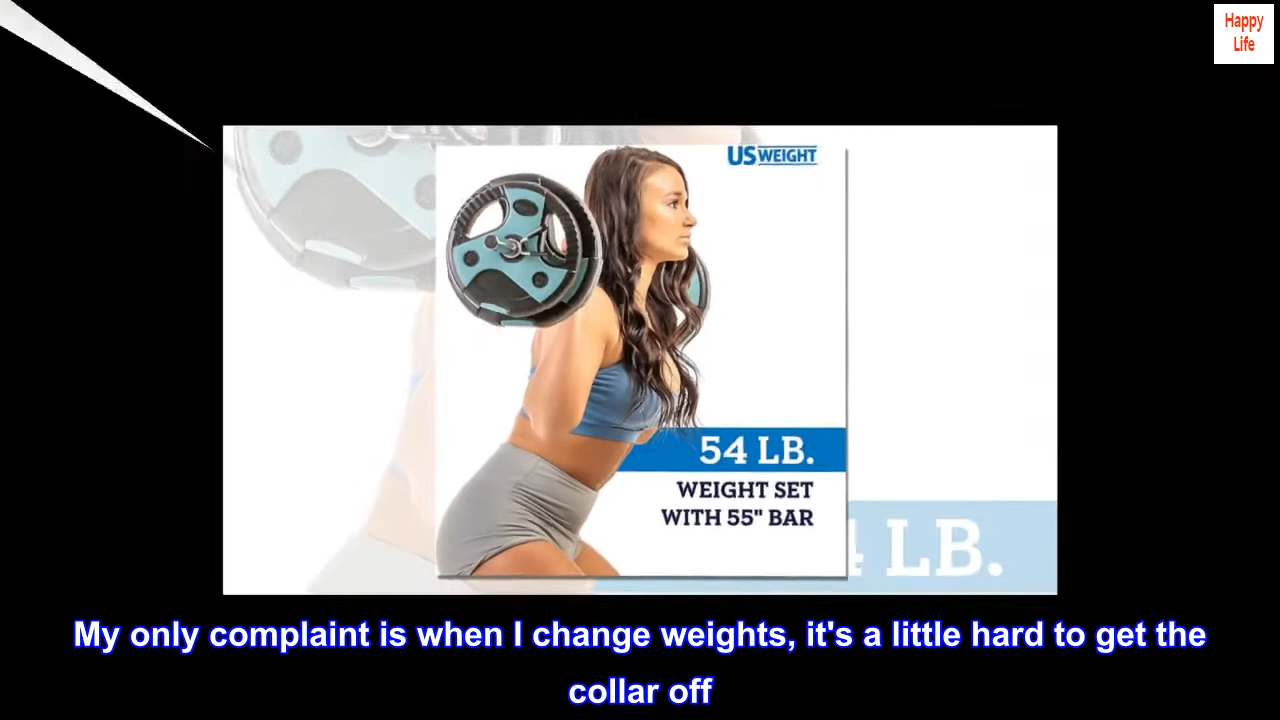 Happy
Life
US WEIGHT
54 LB.
WEIGHT SET
WITH 55" BAR
LB.
My only complaint is when I change weights, it's a little hard to get the
collar off